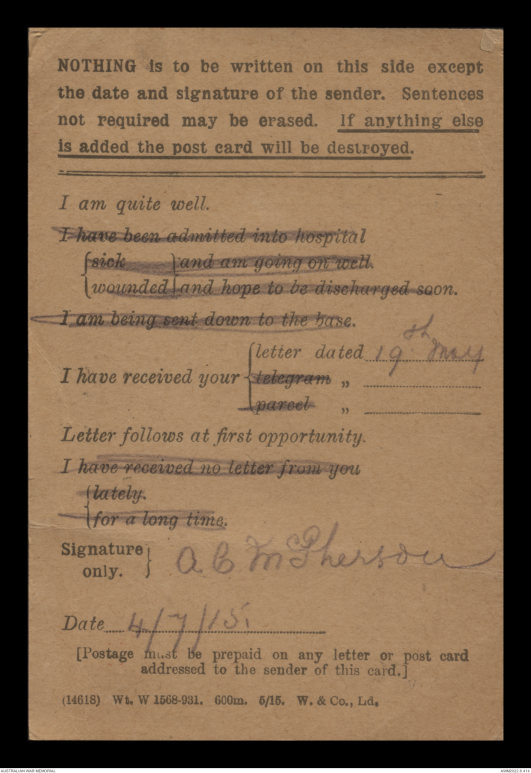 NOTHING is to be written on this side except
the date and signature of the sender. Sentences
not required may be erased. If anything else
is added the post card will be destroyed.
I am quite well.
I have been admitted into hospital
{sick } and am going on well.
{wounded } and hope to be discharged soon.
I am being sent down to the base.
{letter dated 19th May
I have received your {telegram „
{parcel „
Letter follows at first opportunity.
I have received no letter from you
{lately.
{for a long time.
Signature
only. } A C McPherson
Date 4/7/15.
[Postage must be prepaid on any letter or post card
addressed to the sender of this card.]
(14618) Wt. W 1568-931. 600m. 5/15. W. & Co., Ld.
AUSTRALIAN WAR MEMORIAL